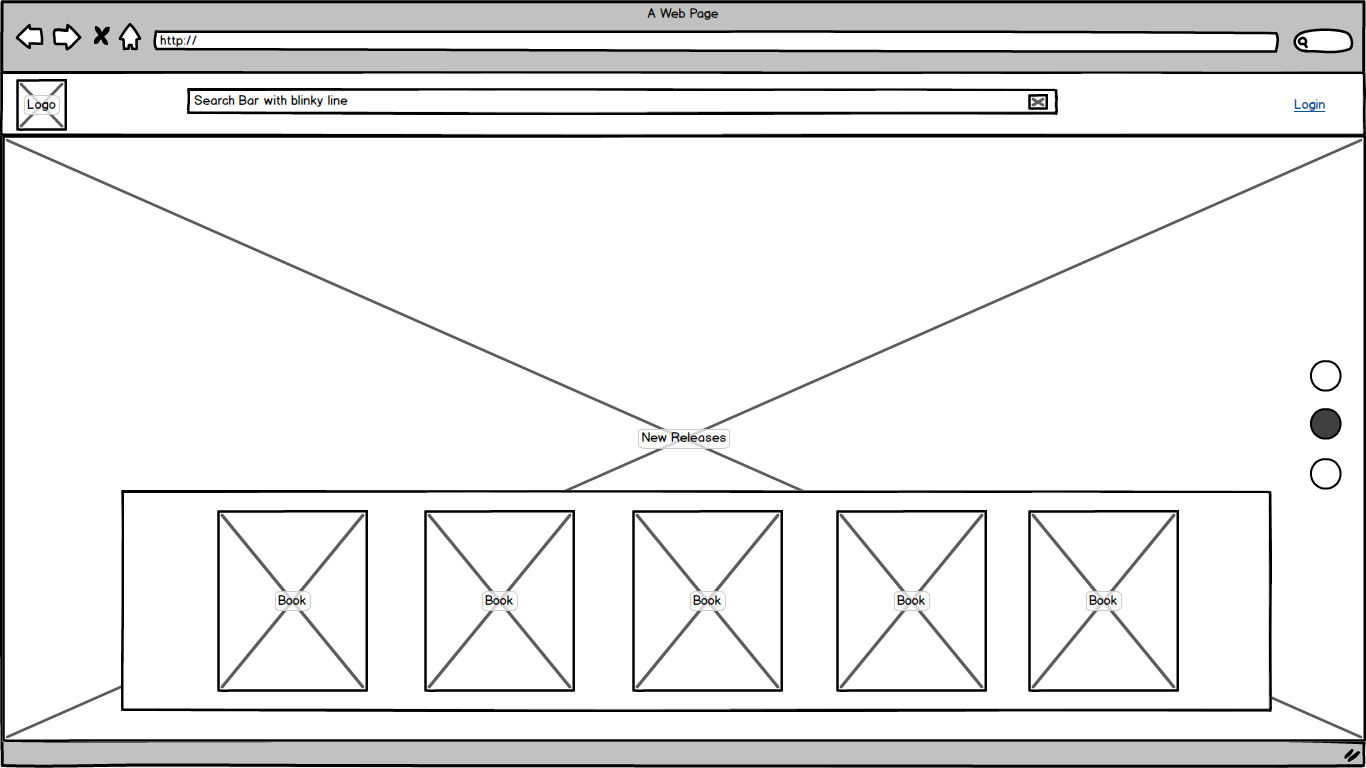 A Web Page
http://
Logo
Search Bar with blinky line
Login
New Releases
Book
Book
Book
Book
Book